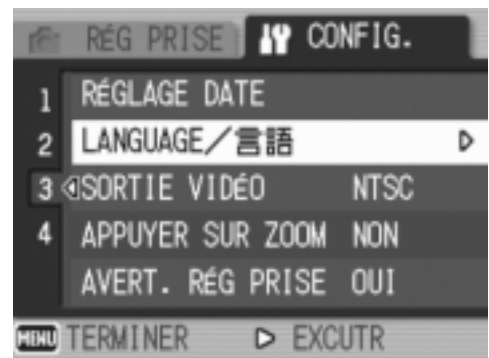 RÉG PRISE CONFIG.
1 RÉGLAGE DATE
2 LANGUAGE/言語
3 SORTIE VIDÉO NTSC
4 APPUYER SUR ZOOM NON
AVERT. RÉG PRISE OUI
MENU TERMINER EXCUTR